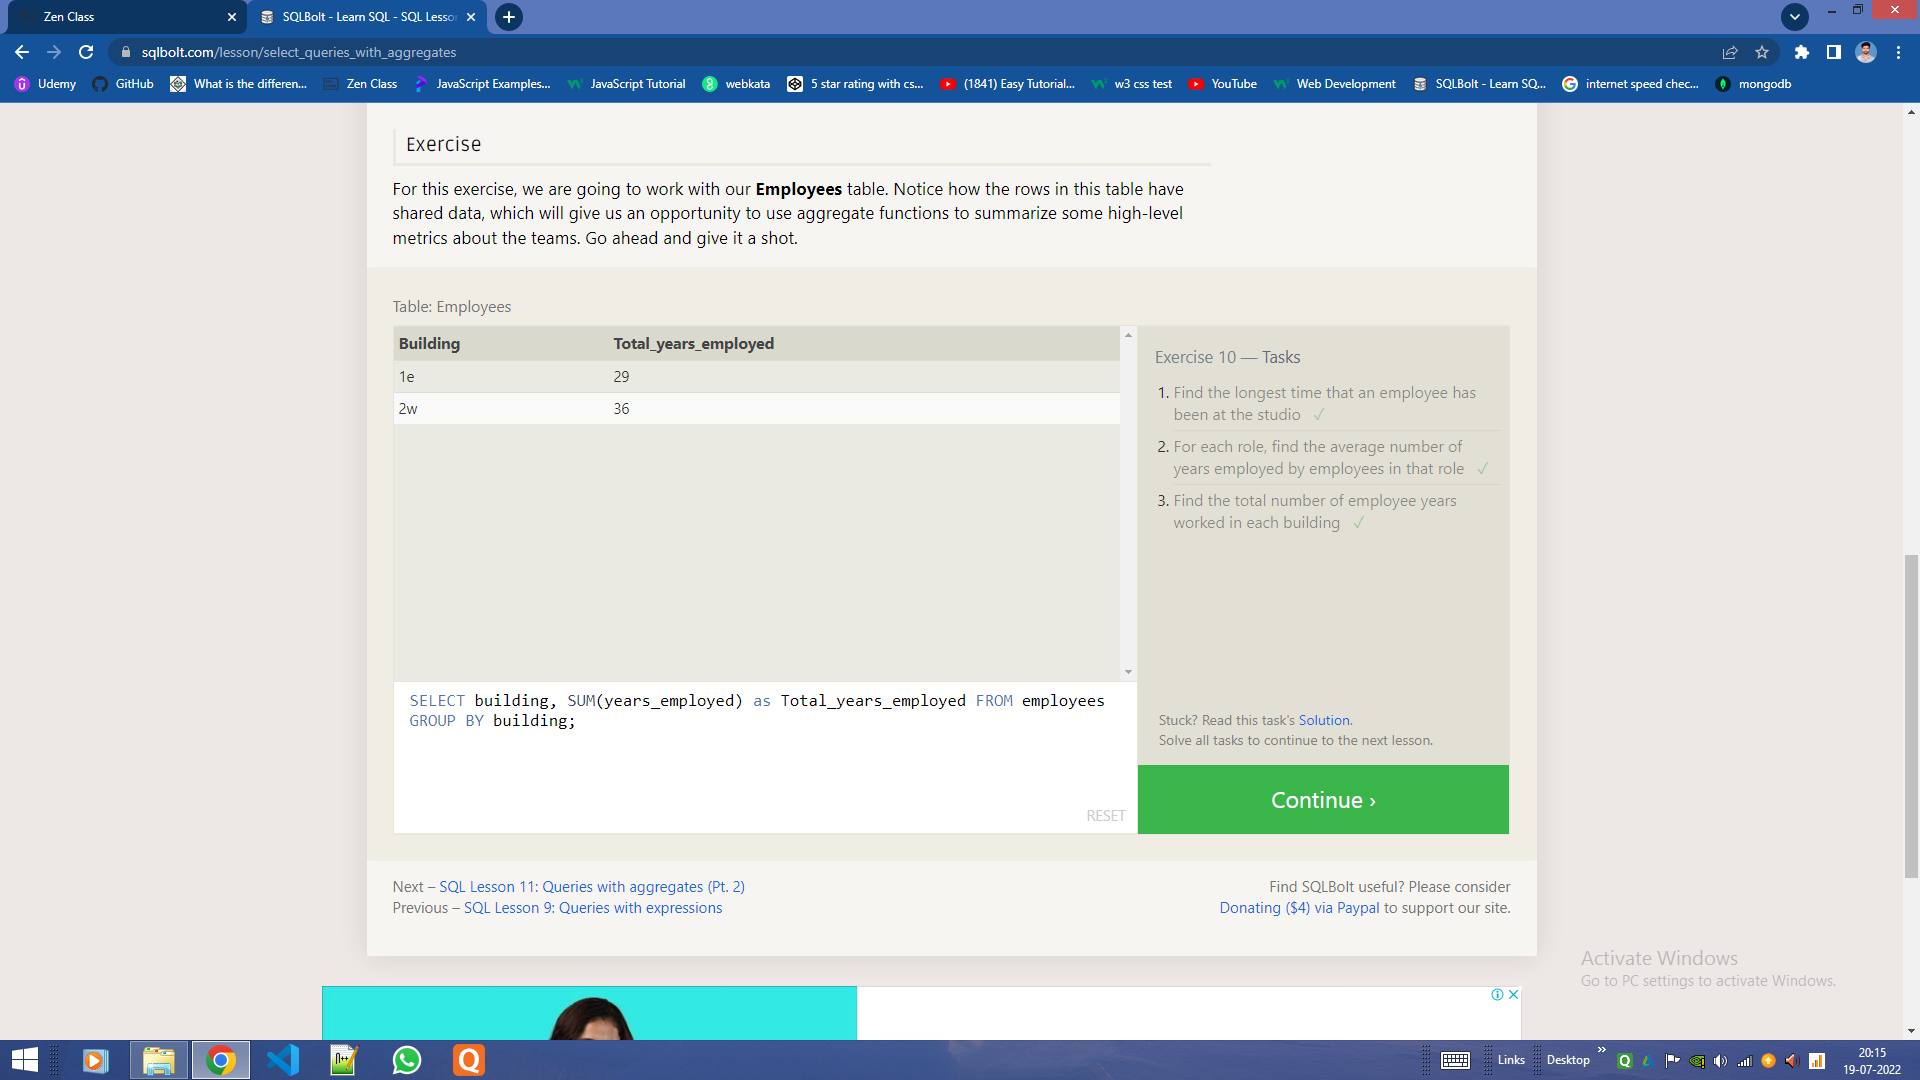 Zen Class
SQLBolt - Learn SQL - SQL Lesson
sqlbolt.com/lesson/select_queries_with_aggregates
Udemy
GitHub
What is the differen...
Zen Class
JavaScript Examples...
JavaScript Tutorial
webkata
5 star rating with cs...
(1841) Easy Tutorial...
w3 css test
YouTube
Web Development
SQLBolt - Learn SQ...
internet speed chec...
mongodb
Exercise
For this exercise, we are going to work with our Employees table. Notice how the rows in this table have
shared data, which will give us an opportunity to use aggregate functions to summarize some high-level
metrics about the teams. Go ahead and give it a shot.
Table: Employees
Building Total_years_employed
1e 29
2w 36
SELECT building, SUM(years_employed) as Total_years_employed FROM employees
GROUP BY building;
RESET
Exercise 10 — Tasks
1. Find the longest time that an employee has
been at the studio ✓
2. For each role, find the average number of
years employed by employees in that role ✓
3. Find the total number of employee years
worked in each building ✓
Stuck? Read this task's Solution.
Solve all tasks to continue to the next lesson.
Continue ›
Next – SQL Lesson 11: Queries with aggregates (Pt. 2)
Previous – SQL Lesson 9: Queries with expressions
Find SQLBolt useful? Please consider
Donating ($4) via Paypal to support our site.
Activate Windows
Go to PC settings to activate Windows.
Links
Desktop
20:15
19-07-2022